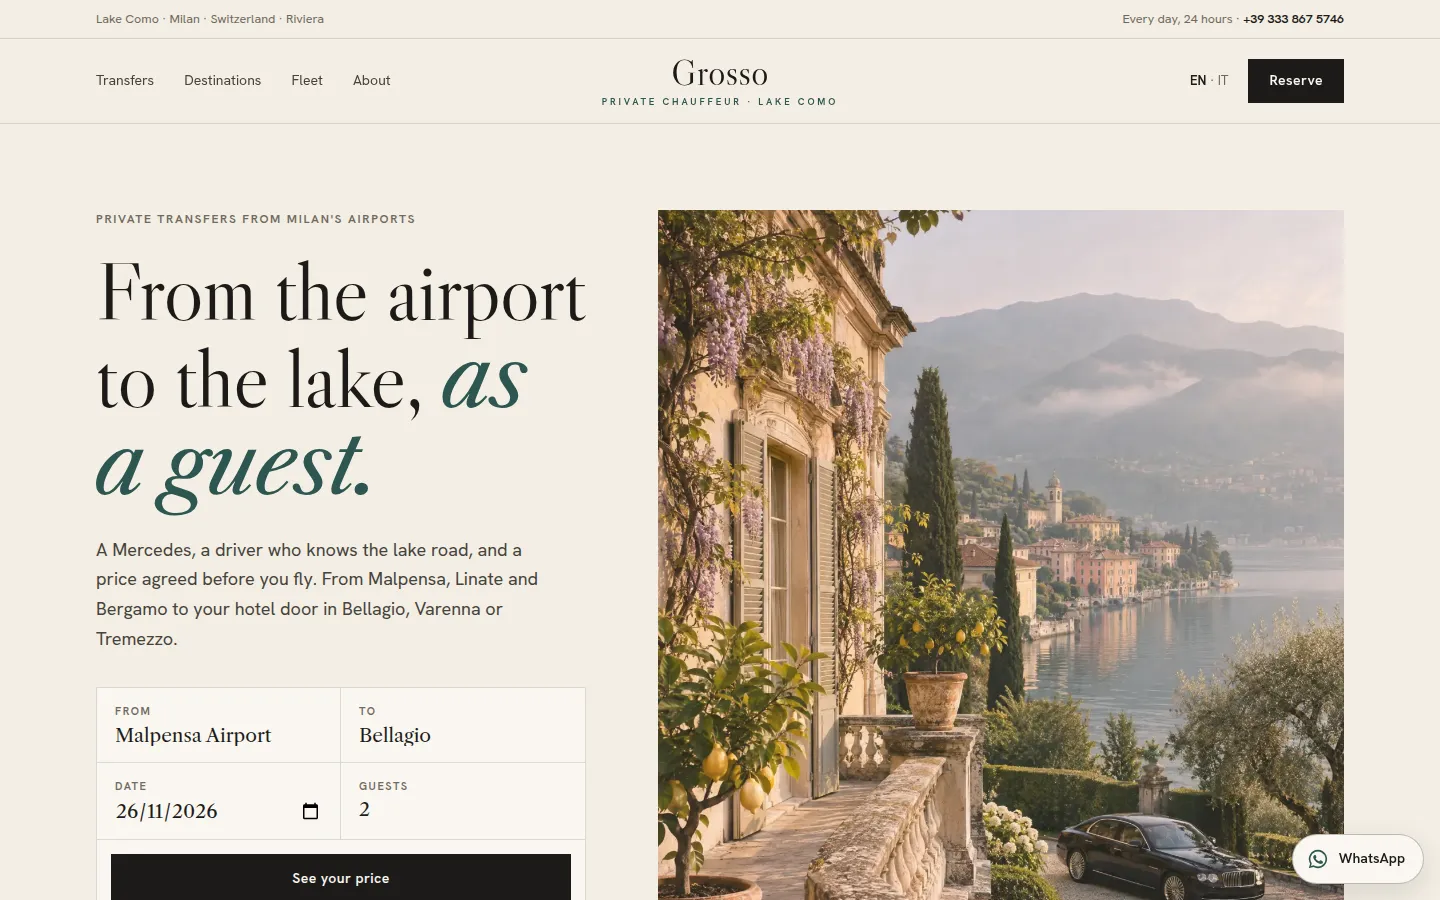 Lake Como · Milan · Switzerland · Riviera
Every day, 24 hours · +39 333 867 5746
Transfers
Destinations
Fleet
About
Grosso
PRIVATE CHAUFFEUR · LAKE COMO
EN · IT
Reserve
PRIVATE TRANSFERS FROM MILAN'S AIRPORTS
From the airport
to the lake, as
a guest.
A Mercedes, a driver who knows the lake road, and a
price agreed before you fly. From Malpensa, Linate and
Bergamo to your hotel door in Bellagio, Varenna or
Tremezzo.
FROM
Malpensa Airport
TO
Bellagio
DATE
26/11/2026
GUESTS
2
See your price
WhatsApp